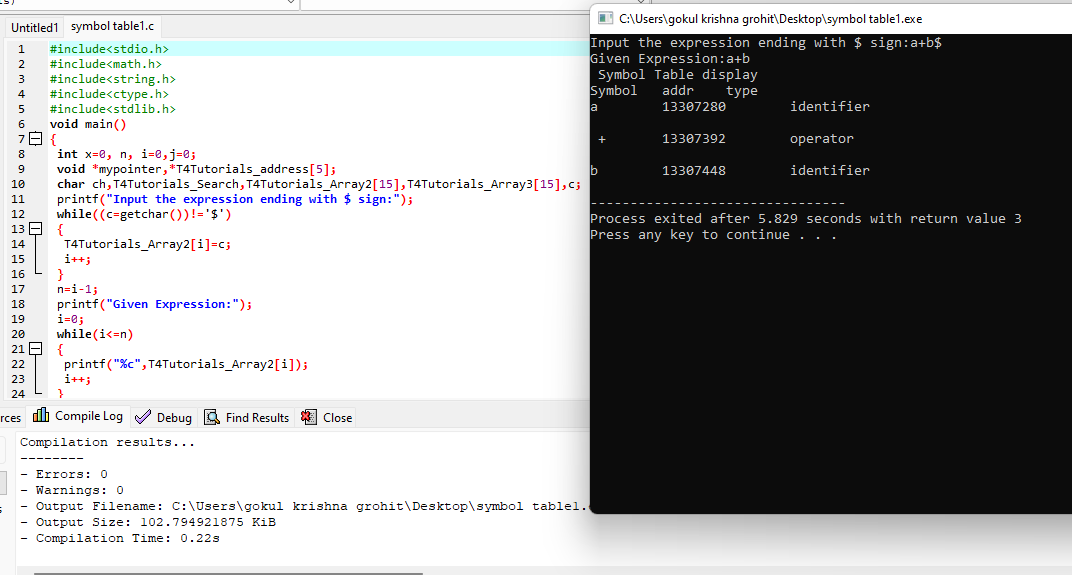 s)
Untitled1 symbol table1.c
1 #include<stdio.h>
2 #include<math.h>
3 #include<string.h>
4 #include<ctype.h>
5 #include<stdlib.h>
6 void main()
7 {
8 int x=0, n, i=0,j=0;
9 void *mypointer,*T4Tutorials_address[5];
10 char ch,T4Tutorials_Search,T4Tutorials_Array2[15],T4Tutorials_Array3[15],c;
11 printf("Input the expression ending with $ sign:");
12 while((c=getchar())!='$')
13 {
14 T4Tutorials_Array2[i]=c;
15 i++;
16 }
17 n=i-1;
18 printf("Given Expression:");
19 i=0;
20 while(i<=n)
21 {
22 printf("%c",T4Tutorials_Array2[i]);
23 i++;
24 }
rces Compile Log Debug Find Results Close
Compilation results...
--------
- Errors: 0
- Warnings: 0
- Output Filename: C:\Users\gokul krishna grohit\Desktop\symbol table1.
- Output Size: 102.794921875 KiB
- Compilation Time: 0.22s
C:\Users\gokul krishna grohit\Desktop\symbol table1.exe
Input the expression ending with $ sign:a+b$
Given Expression:a+b
Symbol Table display
Symbol addr type
a 13307280 identifier
+ 13307392 operator
b 13307448 identifier
--------------------------------
Process exited after 5.829 seconds with return value 3
Press any key to continue . . .